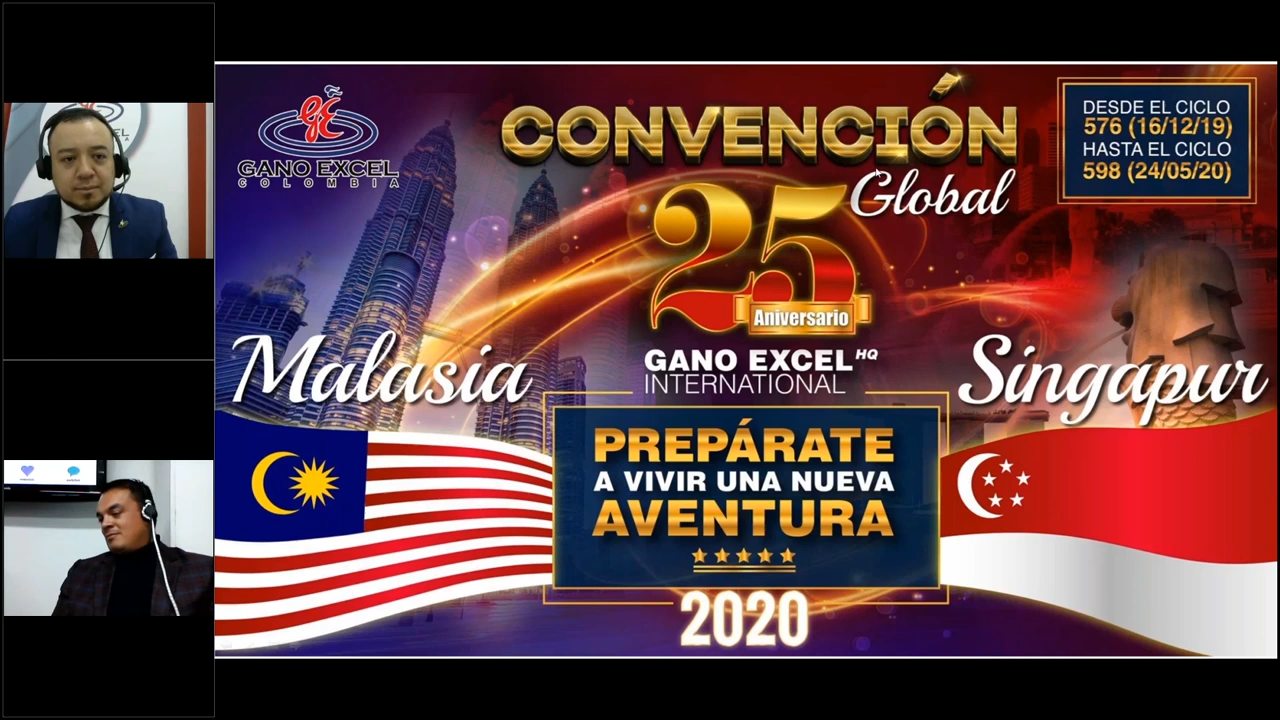 GANO EXCEL
COLOMBIA
CONVENCIÓN
Global
25
Aniversario
GANO EXCEL HQ
INTERNATIONAL
DESDE EL CICLO
576 (16/12/19)
HASTA EL CICLO
598 (24/05/20)
Malasia
Singapur
PREPÁRATE
A VIVIR UNA NUEVA
AVENTURA
2020